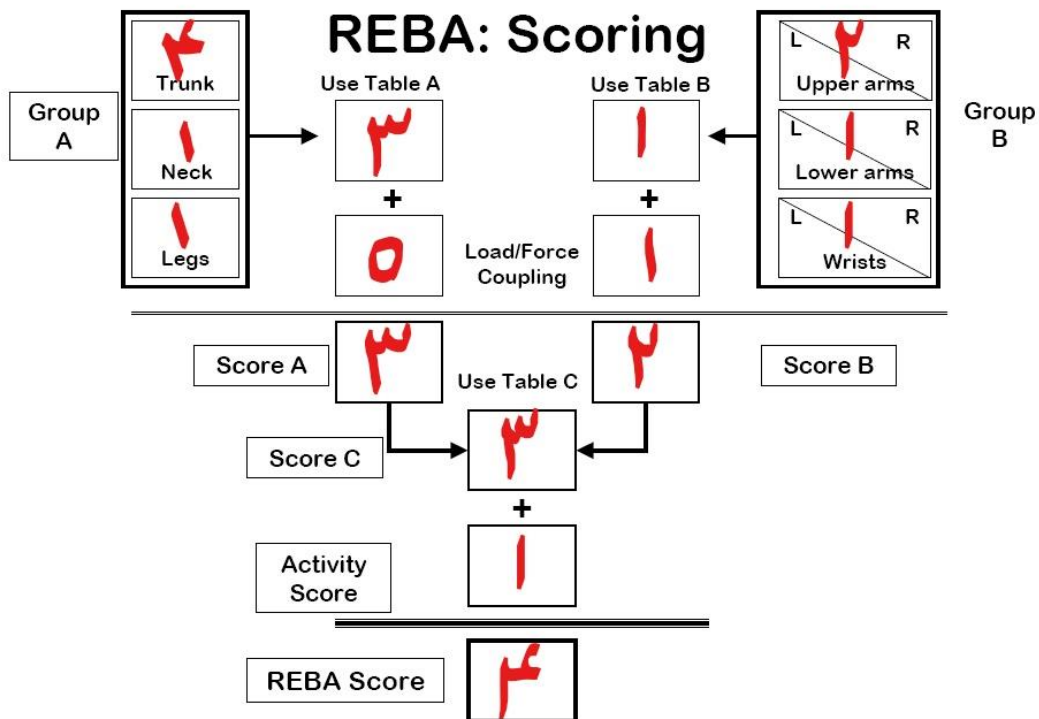 REBA: Scoring
Group
A
۴
Trunk
۱
Neck
۱
Legs
Use Table A
۳
+
0
Use Table B
۱
+
۱
Load/Force
Coupling
L ۲ R
Upper arms
L ۱ R
Lower arms
L ۱ R
Wrists
Group
B
Score A
۳
۲
Score B
Use Table C
Score C
۳
+
Activity
Score
۱
REBA Score
۴